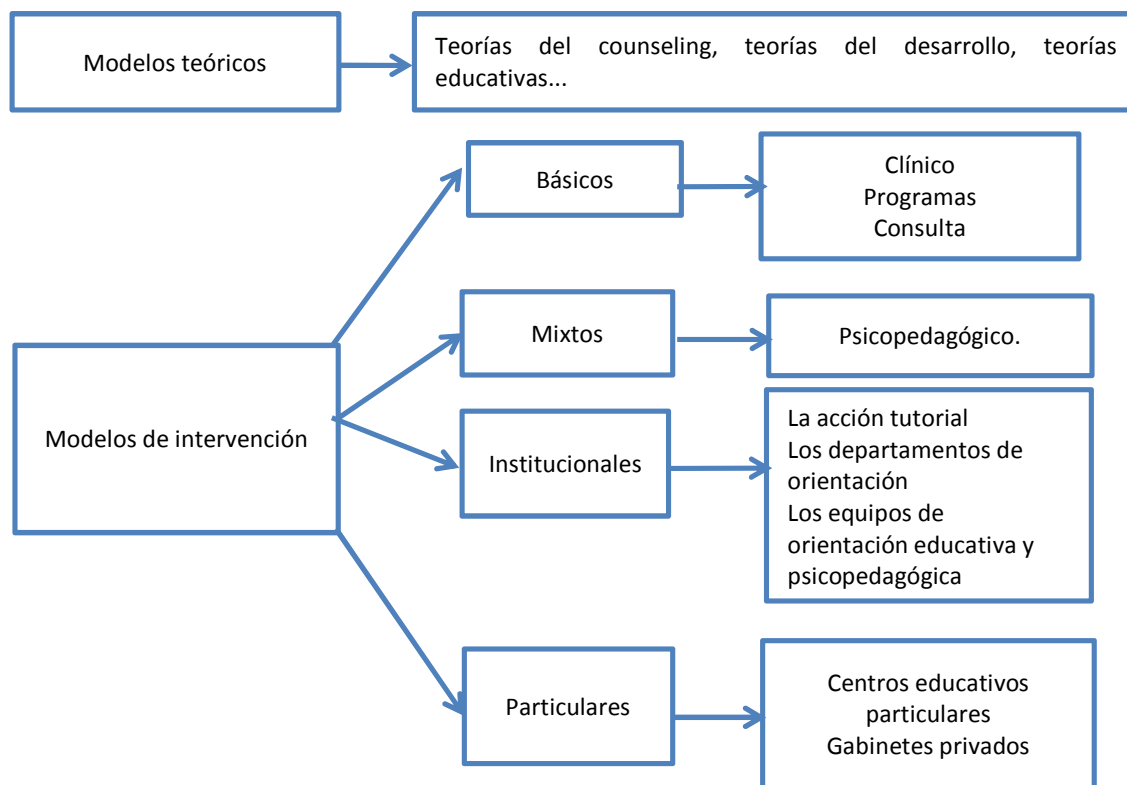 Modelos teóricos
Teorías del counseling, teorías del desarrollo, teorías
educativas...
Básicos
Clínico
Programas
Consulta
Mixtos
Psicopedagógico.
Modelos de intervención
Institucionales
La acción tutorial
Los departamentos de
orientación
Los equipos de
orientación educativa y
psicopedagógica
Particulares
Centros educativos
particulares
Gabinetes privados